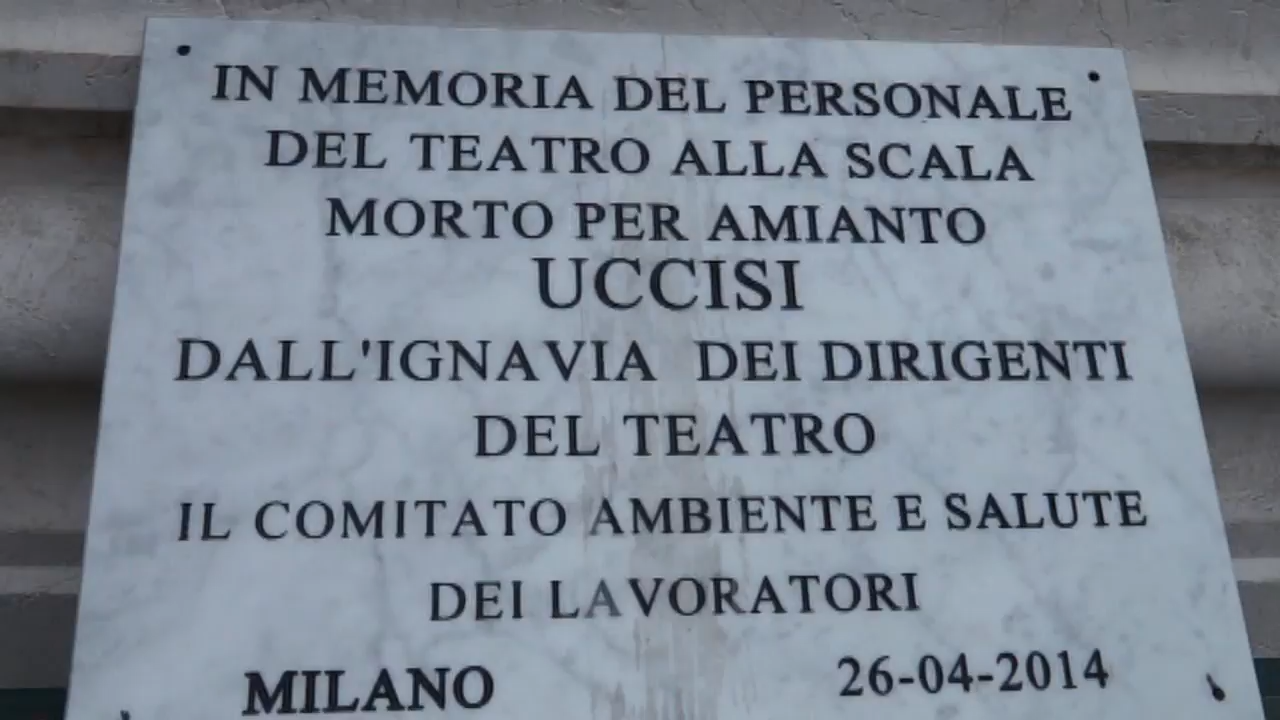 IN MEMORIA DEL PERSONALE
DEL TEATRO ALLA SCALA
MORTO PER AMIANTO
UCCISI
DALL'IGNAVIA DEI DIRIGENTI
DEL TEATRO
IL COMITATO AMBIENTE E SALUTE
DEI LAVORATORI
MILANO 26-04-2014